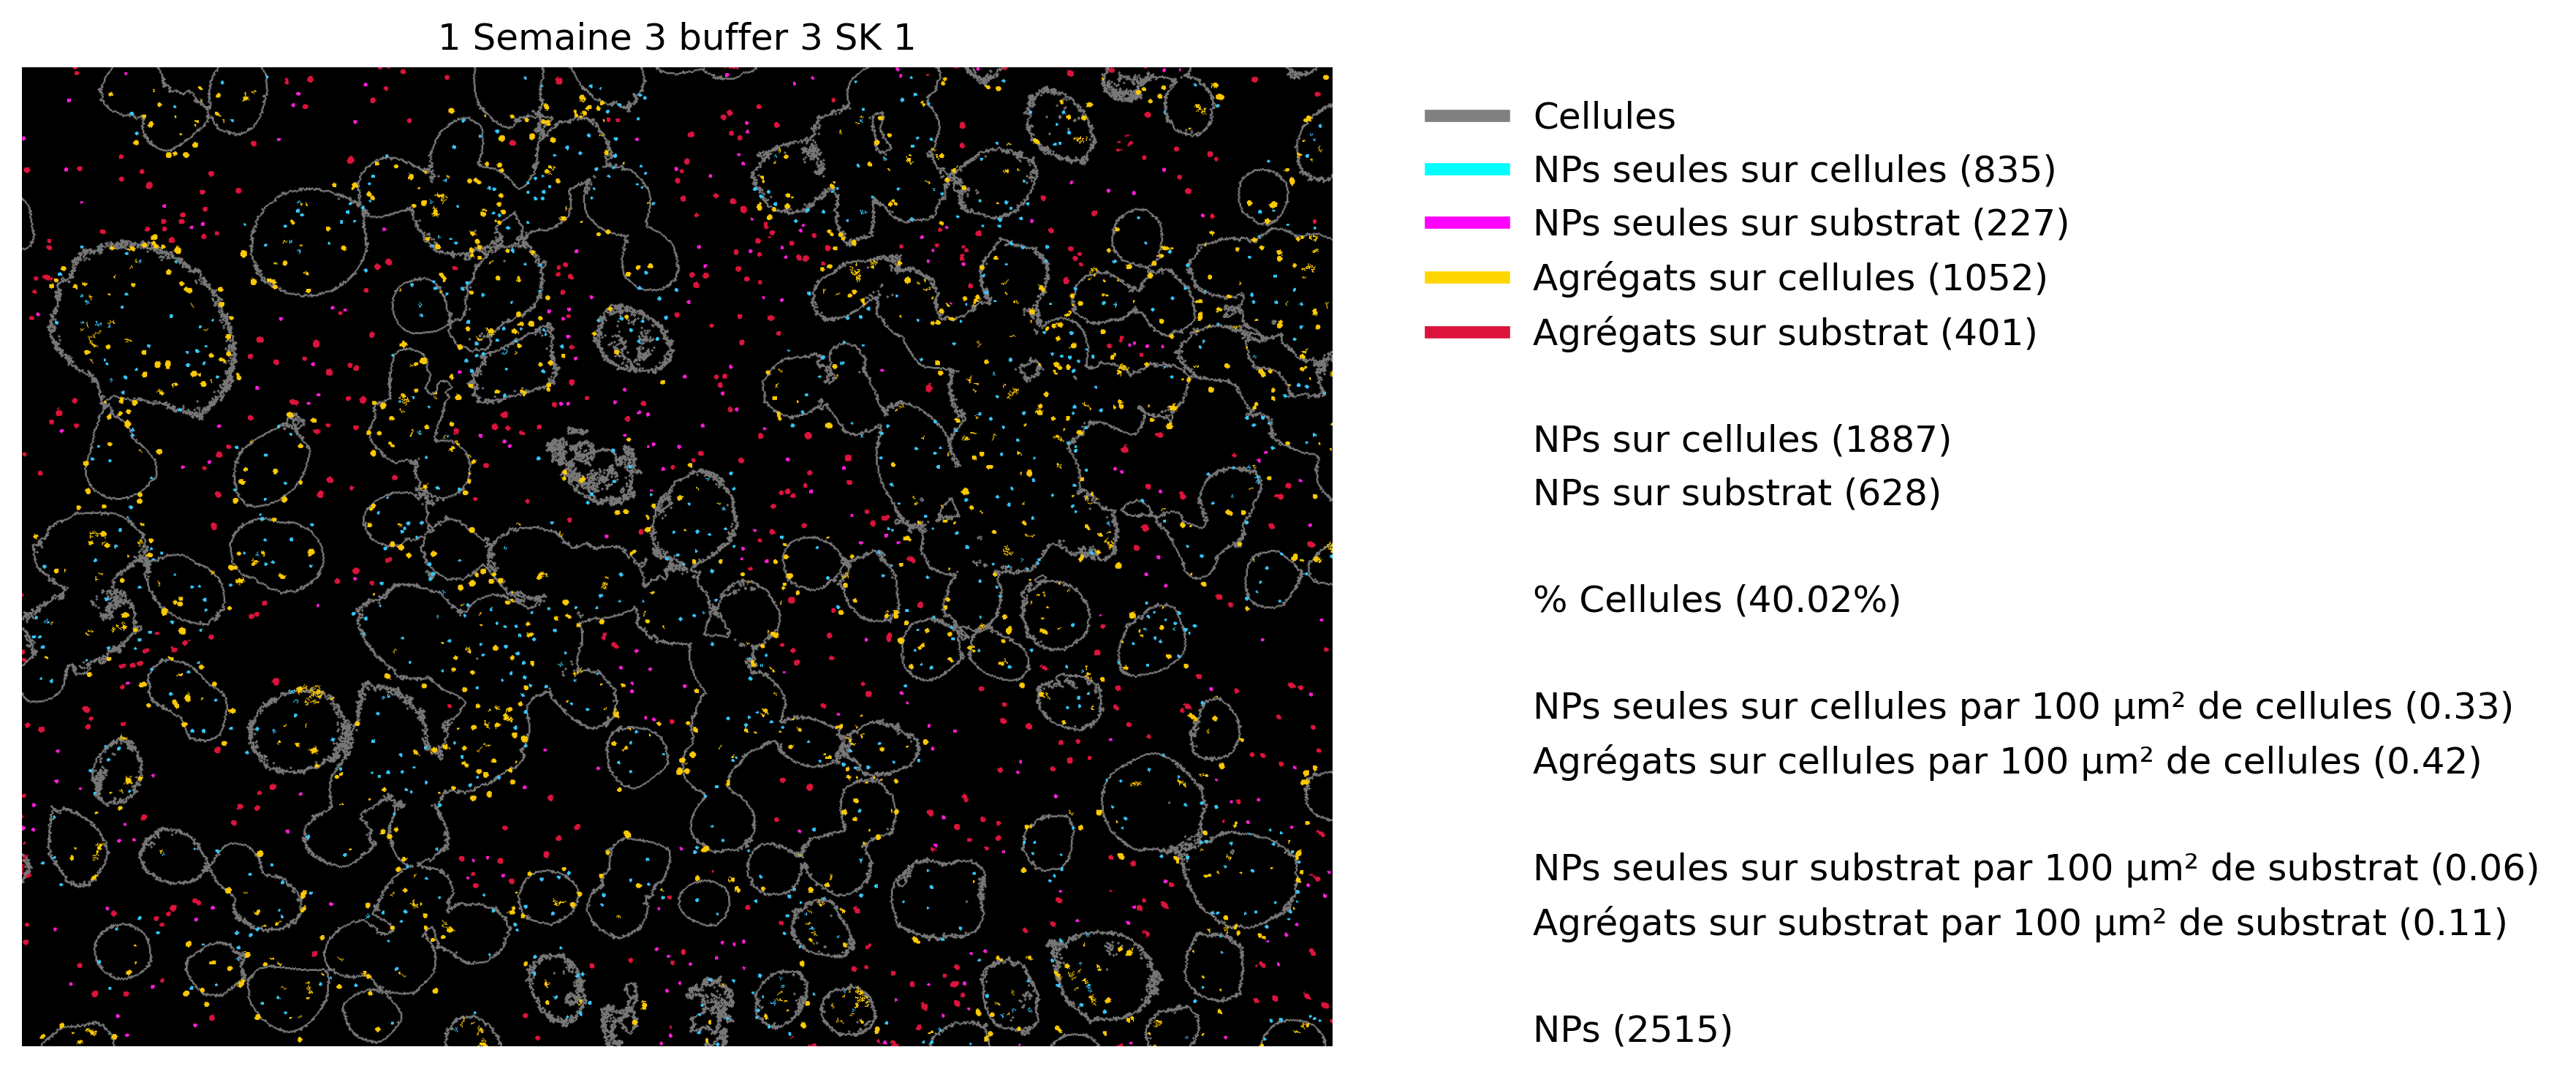 1 Semaine 3 buffer 3 SK 1
Cellules
NPs seules sur cellules (835)
NPs seules sur substrat (227)
Agrégats sur cellules (1052)
Agrégats sur substrat (401)
NPs sur cellules (1887)
NPs sur substrat (628)
% Cellules (40.02%)
NPs seules sur cellules par 100 µm² de cellules (0.33)
Agrégats sur cellules par 100 µm² de cellules (0.42)
NPs seules sur substrat par 100 µm² de substrat (0.06)
Agrégats sur substrat par 100 µm² de substrat (0.11)
NPs (2515)